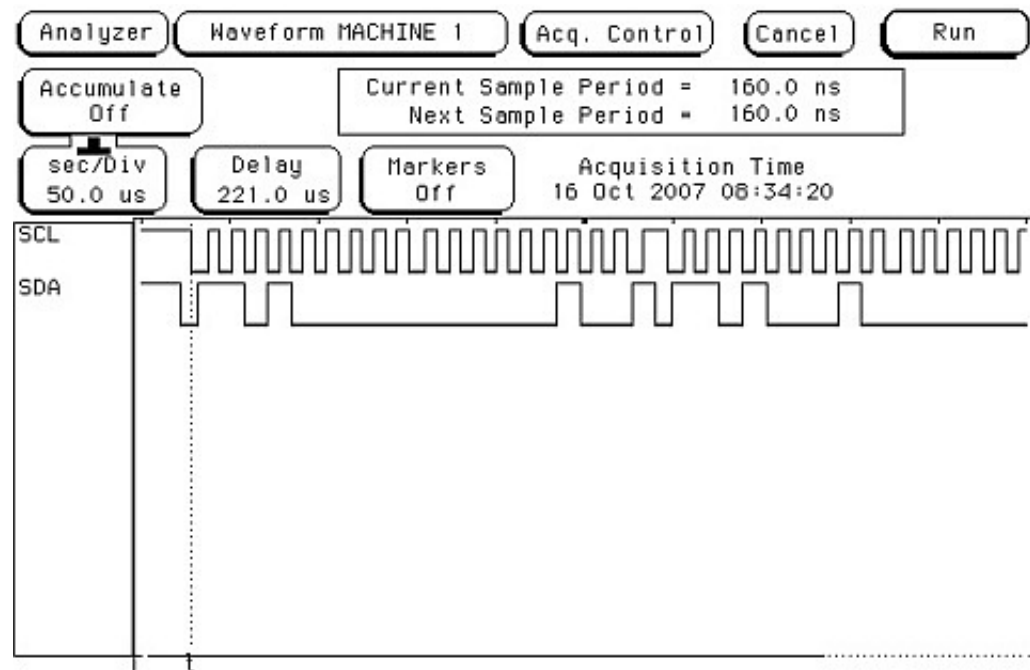 Analyzer Waveform MACHINE 1 Acq. Control Cancel Run
Accumulate
Off
Current Sample Period = 160.0 ns
Next Sample Period = 160.0 ns
sec/Div
50.0 us
Delay
221.0 us
Markers
Off
Acquisition Time
16 Oct 2007 08:34:20
SCL
SDA